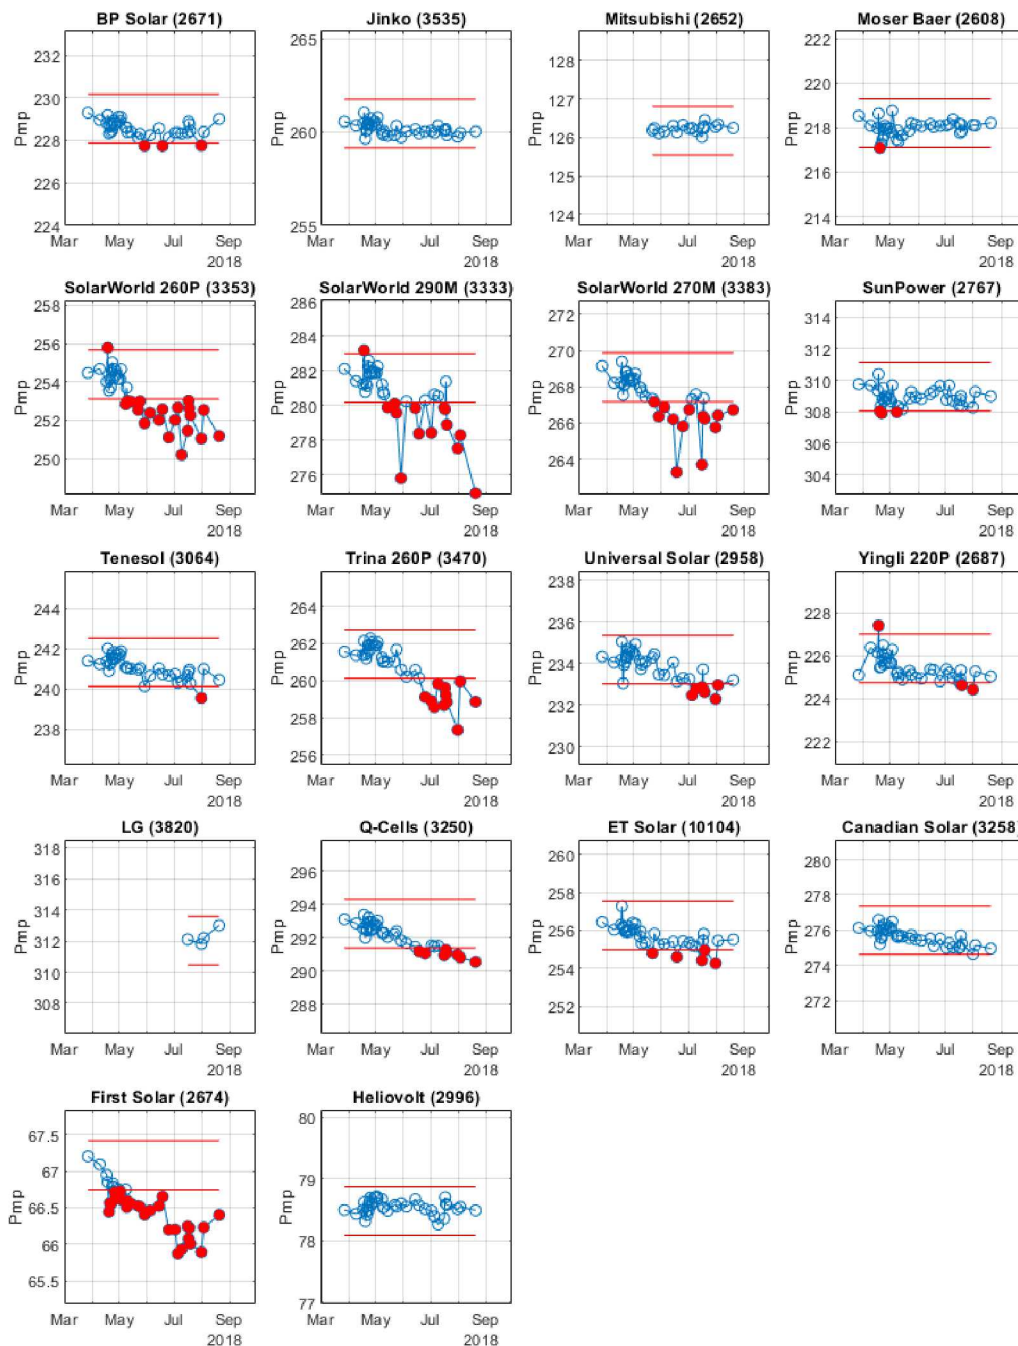 BP Solar (2671)
232
230
228
226
224
Pmp
Mar May Jul Sep
2018
Jinko (3535)
265
260
255
Pmp
Mar May Jul Sep
2018
Mitsubishi (2652)
128
127
126
125
124
Pmp
Mar May Jul Sep
2018
Moser Baer (2608)
222
220
218
216
214
Pmp
Mar May Jul Sep
2018
SolarWorld 260P (3353)
258
256
254
252
250
Pmp
Mar May Jul Sep
2018
SolarWorld 290M (3333)
286
284
282
280
278
276
Pmp
Mar May Jul Sep
2018
SolarWorld 270M (3383)
272
270
268
266
264
Pmp
Mar May Jul Sep
2018
SunPower (2767)
314
312
310
308
306
304
Pmp
Mar May Jul Sep
2018
Tenesol (3064)
244
242
240
238
Pmp
Mar May Jul Sep
2018
Trina 260P (3470)
264
262
260
258
256
Pmp
Mar May Jul Sep
2018
Universal Solar (2958)
238
236
234
232
230
Pmp
Mar May Jul Sep
2018
Yingli 220P (2687)
228
226
224
222
Pmp
Mar May Jul Sep
2018
LG (3820)
318
316
314
312
310
308
Pmp
Mar May Jul Sep
2018
Q-Cells (3250)
296
294
292
290
288
Pmp
Mar May Jul Sep
2018
ET Solar (10104)
260
258
256
254
252
Pmp
Mar May Jul Sep
2018
Canadian Solar (3258)
280
278
276
274
272
Pmp
Mar May Jul Sep
2018
First Solar (2674)
67.5
67
66.5
66
65.5
Pmp
Mar May Jul Sep
2018
Heliovolt (2996)
80
79
78
77
Pmp
Mar May Jul Sep
2018